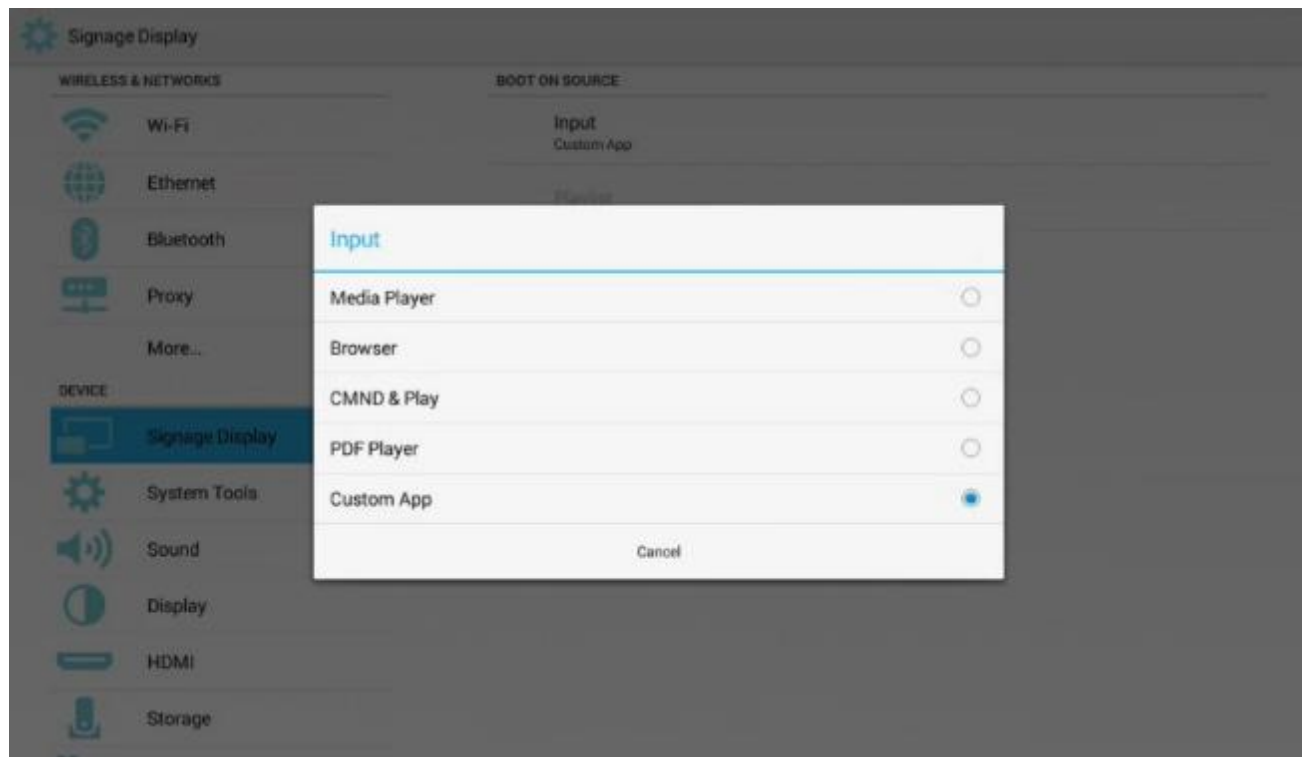 Signage Display
WIRELESS & NETWORKS
Wi-Fi
Ethernet
Bluetooth
Proxy
More...
DEVICE
Signage Display
System Tools
Sound
Display
HDMI
Storage
BOOT ON SOURCE
Input
Custom App
Playlist
Input
Media Player
Browser
CMND & Play
PDF Player
Custom App
Cancel